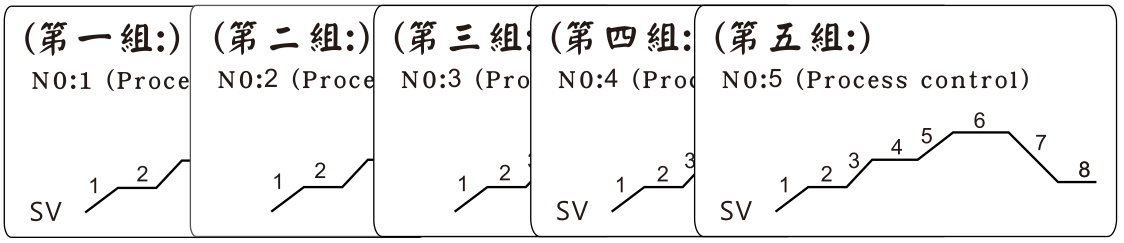 (第一組:)
N0:1 (Proce
1 2
SV
(第二組:)
N0:2 (Proce
1 2
(第三組:
N0:3 (Pro
1 2
(第四組:
N0:4 (Proc
1 2 3
SV
(第五組:)
N0:5 (Process control)
1 2 3 4 5 6 7 8
SV